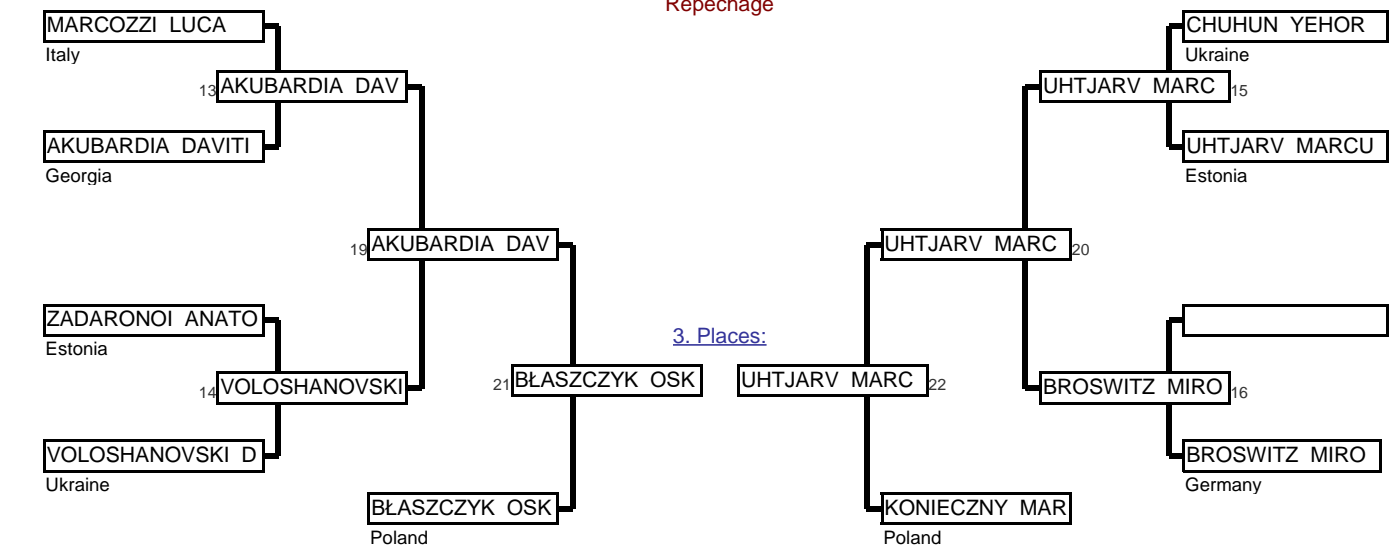 Repechage
MARCOZZI LUCA
CHUHUN YEHOR
Italy
Ukraine
13 AKUBARDIA DAV
UHTJARV MARC 15
AKUBARDIA DAVITI
UHTJARV MARCU
Georgia
Estonia
19 AKUBARDIA DAV
UHTJARV MARC 20
ZADARONOI ANATO
Estonia
3. Places:
14 VOLOSHANOVSKI
21 BŁASZCZYK OSK
UHTJARV MARC 22
BROSWITZ MIRO 16
VOLOSHANOVSKI D
BROSWITZ MIRO
Ukraine
Germany
BŁASZCZYK OSK
KONIECZNY MAR
Poland
Poland